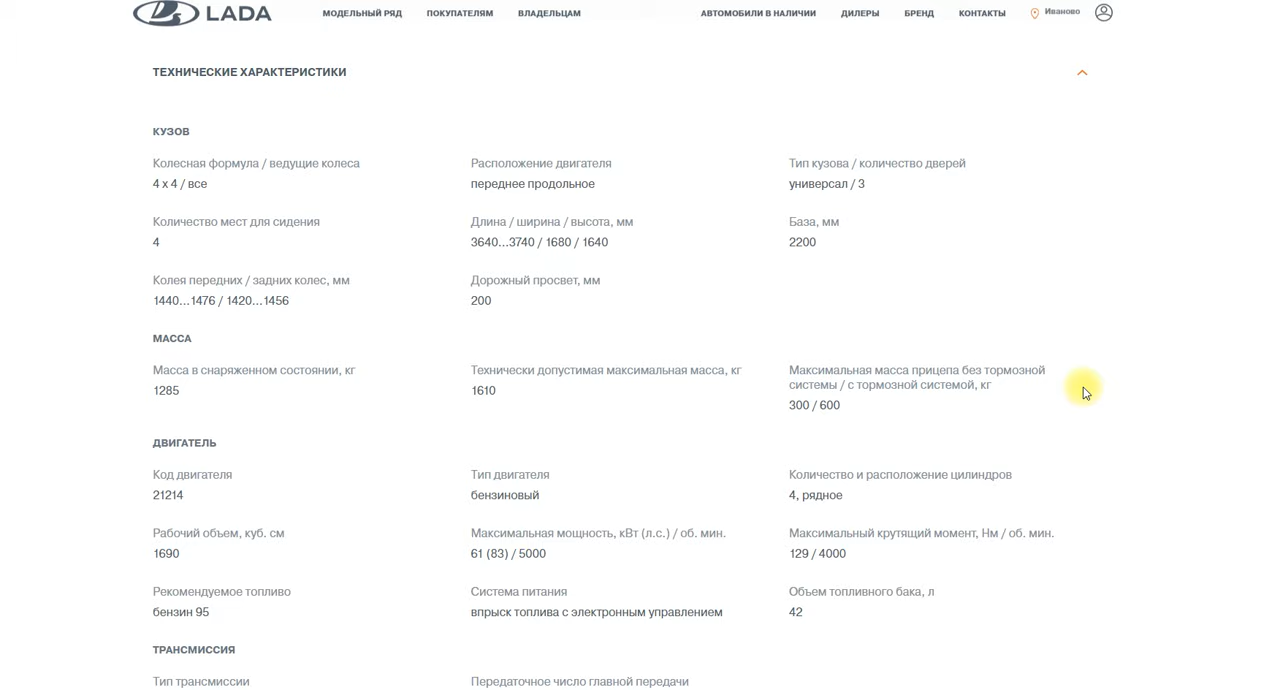 LADA МОДЕЛЬНЫЙ РЯД ПОКУПАТЕЛЯМ ВЛАДЕЛЬЦАМ АВТОМОБИЛИ В НАЛИЧИИ ДИЛЕРЫ БРЕНД КОНТАКТЫ Иваново
ТЕХНИЧЕСКИЕ ХАРАКТЕРИСТИКИ
КУЗОВ
Колесная формула / ведущие колеса Расположение двигателя Тип кузова / количество дверей
4 х 4 / все переднее продольное универсал / 3
Количество мест для сидения Длина / ширина / высота, мм База, мм
4 3640...3740 / 1680 / 1640 2200
Колея передних / задних колес, мм Дорожный просвет, мм
1440...1476 / 1420...1456 200
МАССА
Масса в снаряженном состоянии, кг Технически допустимая максимальная масса, кг Максимальная масса прицепа без тормозной
системы / с тормозной системой, кг
1285 1610
300 / 600
ДВИГАТЕЛЬ
Код двигателя Тип двигателя Количество и расположение цилиндров
21214 бензиновый 4, рядное
Рабочий объем, куб. см Максимальная мощность, кВт (л.с.) / об. мин. Максимальный крутящий момент, Нм / об. мин.
1690 61 (83) / 5000 129 / 4000
Рекомендуемое топливо Система питания Объем топливного бака, л
бензин 95 впрыск топлива с электронным управлением 42
ТРАНСМИССИЯ
Тип трансмиссии Передаточное число главной передачи